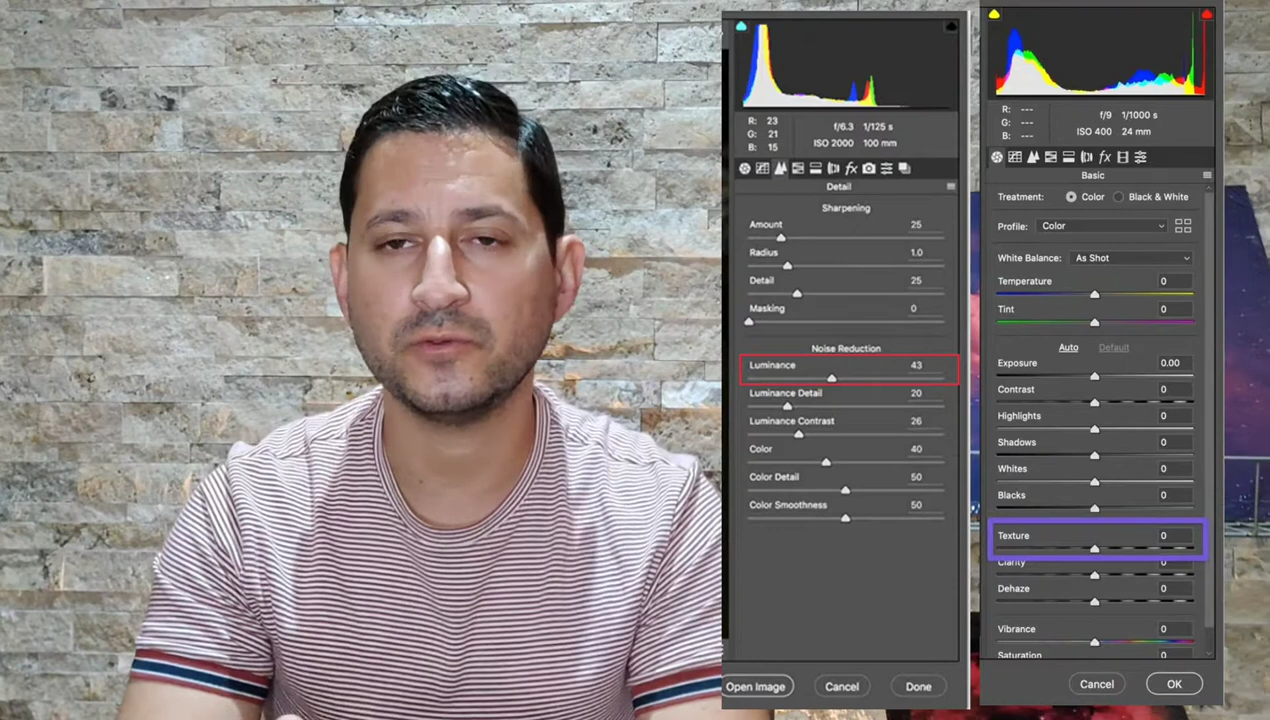 R: 23
G: 21
B: 15
f/6.3 1/125 s
ISO 2000 100 mm
fx
Detail
Sharpening
Amount 25
Radius 1.0
Detail 25
Masking 0
Noise Reduction
Luminance 43
Luminance Detail 20
Luminance Contrast 26
Color 40
Color Detail 50
Color Smoothness 50
Open Image Cancel Done
R: ---
G: ---
B: ---
f/9 1/1000 s
ISO 400 24 mm
fx
Basic
Treatment: Color Black & White
Profile: Color
White Balance: As Shot
Temperature 0
Tint 0
Auto Default
Exposure 0.00
Contrast 0
Highlights 0
Shadows 0
Whites 0
Blacks 0
Texture 0
Clarity 0
Dehaze 0
Vibrance 0
Saturation 0
Cancel OK